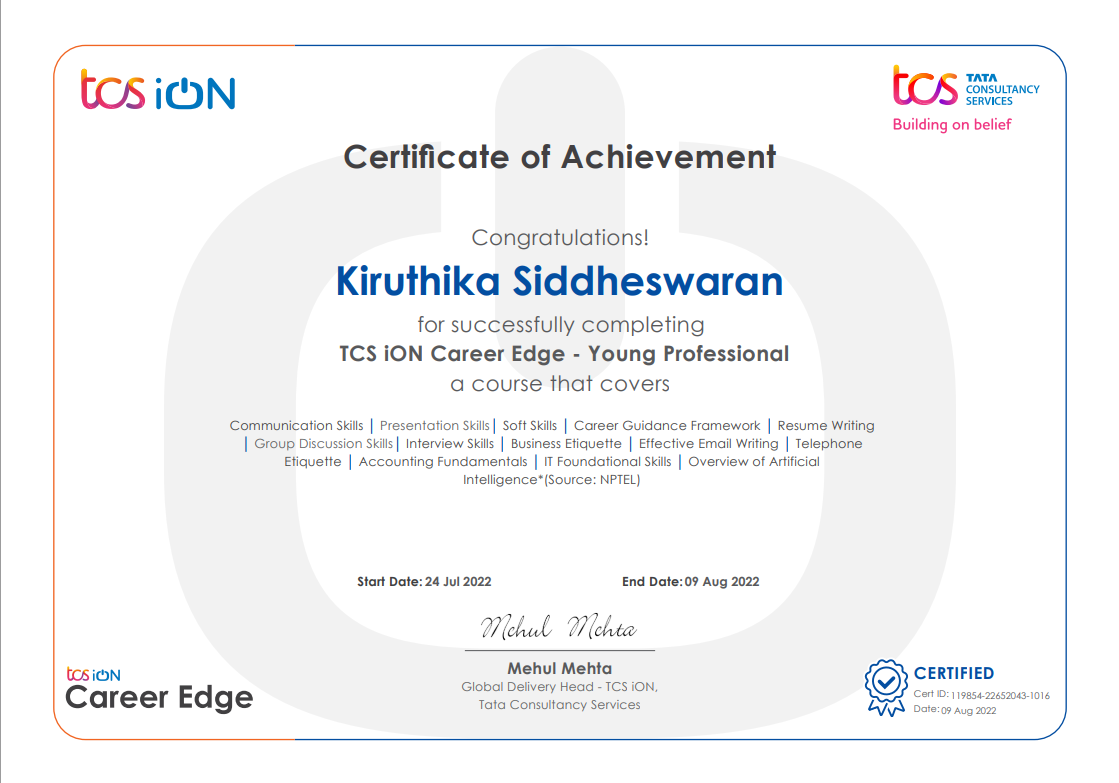 tcs iON
tcs TATA
CONSULTANCY
SERVICES
Building on belief
Certificate of Achievement
Congratulations!
Kiruthika Siddheswaran
for successfully completing
TCS iON Career Edge - Young Professional
a course that covers
Communication Skills | Presentation Skills | Soft Skills | Career Guidance Framework | Resume Writing
| Group Discussion Skills | Interview Skills | Business Etiquette | Effective Email Writing | Telephone
Etiquette | Accounting Fundamentals | IT Foundational Skills | Overview of Artificial
Intelligence*(Source: NPTEL)
Start Date: 24 Jul 2022 End Date: 09 Aug 2022
Mehul Mehta
Mehul Mehta
Global Delivery Head - TCS iON,
Tata Consultancy Services
tcs iON
Career Edge
CERTIFIED
Cert ID: 119854-22652043-1016
Date: 09 Aug 2022